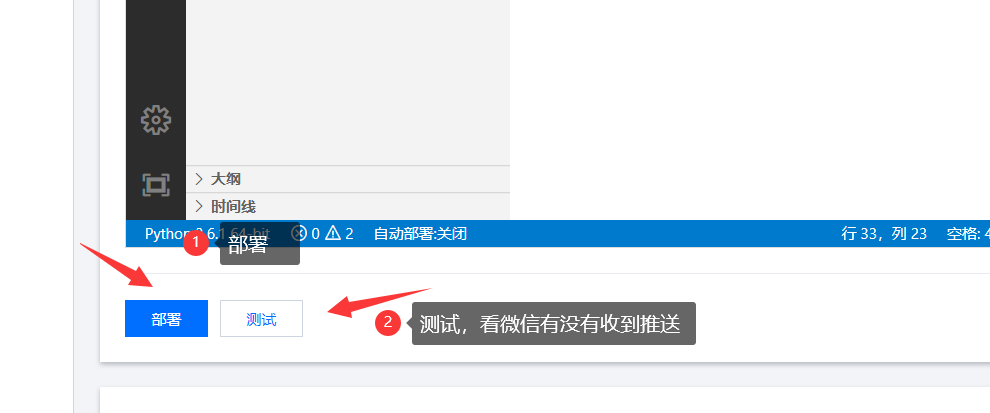 大纲
时间线
Python 3.6.1 64-bit 0 2 自动部署:关闭 行 33，列 23 空格: 4
1 部署
部署 测试
2 测试，看微信有没有收到推送